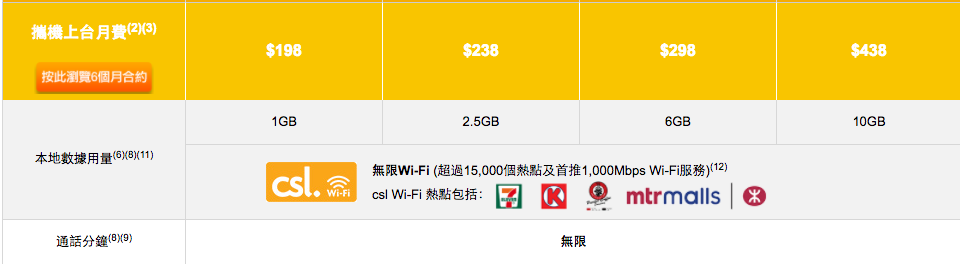 攜機上台月費(2)(3)
按此瀏覽6個月合約
$198
$238
$298
$438
本地數據用量(6)(8)(11)
1GB
2.5GB
6GB
10GB
csl. Wi-Fi
無限Wi-Fi (超過15,000個熱點及首推1,000Mbps Wi-Fi服務)(12)
csl Wi-Fi 熱點包括：
7 ELEVEN
K
mtrmalls
通話分鐘(8)(9)
無限